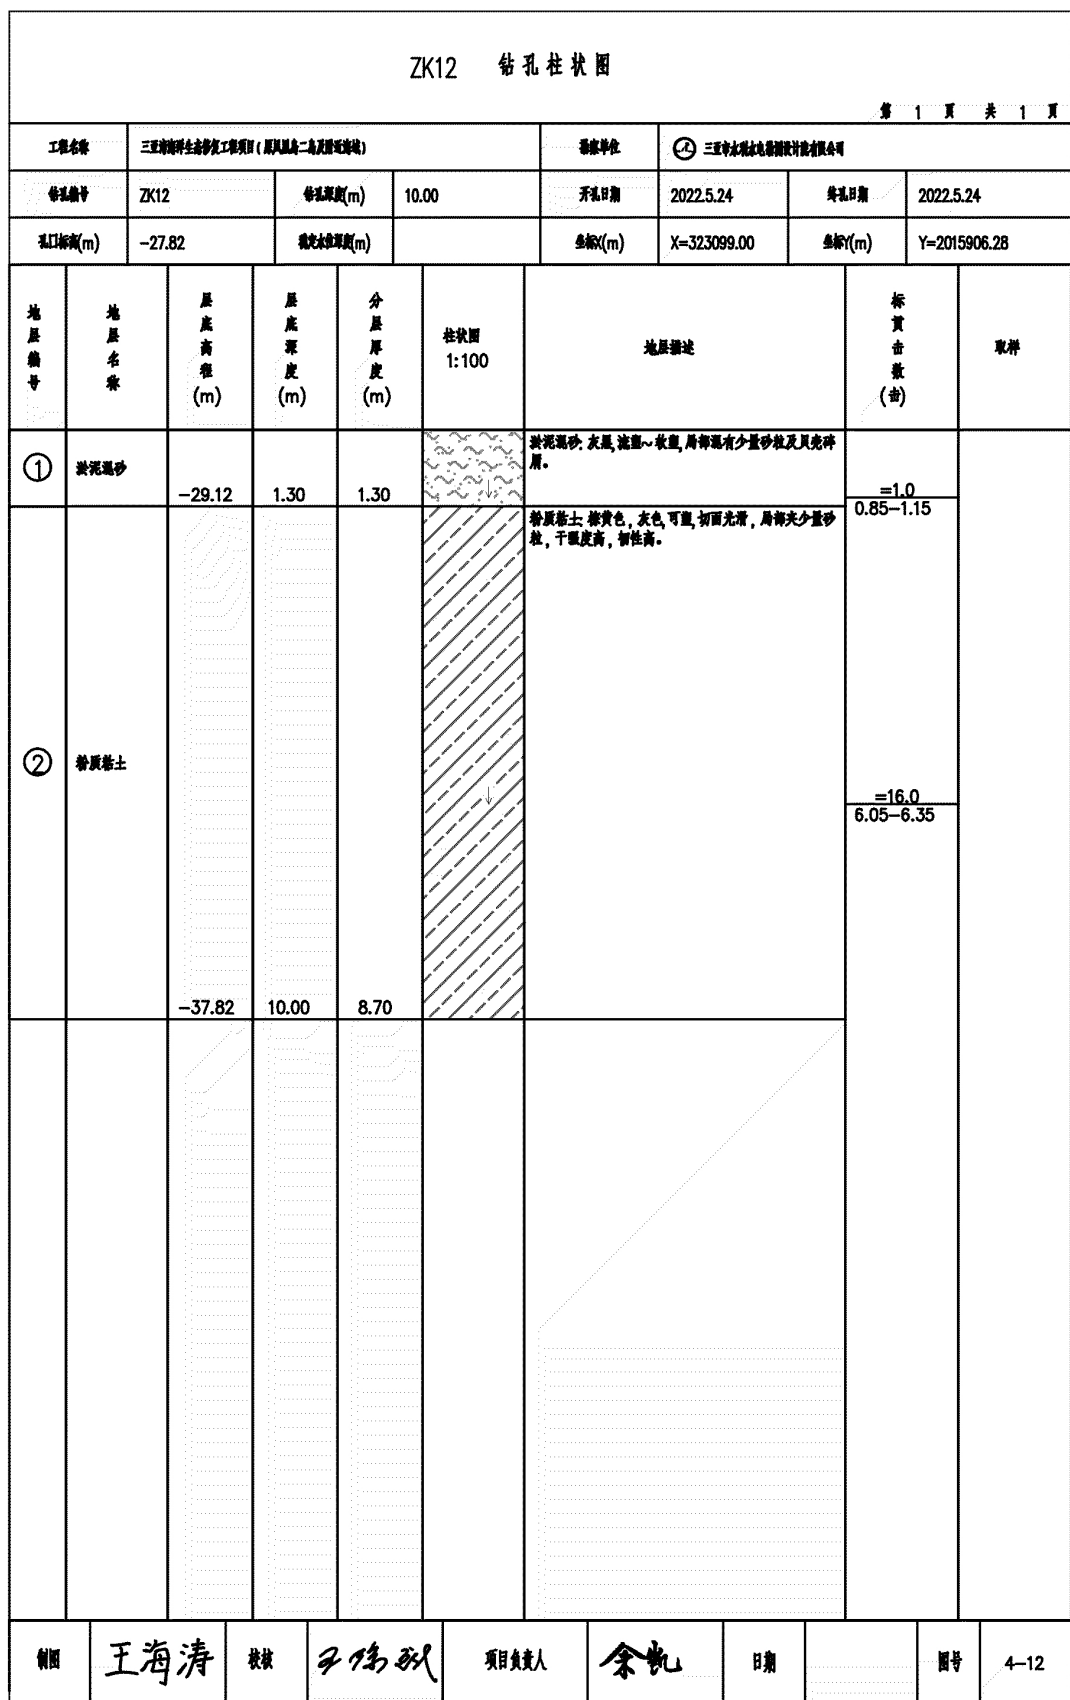 ZK12 钻孔柱状图
第 1 页 共 1 页
工程名称 三亚湾海洋生态修复工程项目(原凤凰岛二岛及附近海域) 勘察单位 三亚市水利水电勘测设计院有限公司
钻孔编号 ZK12 钻孔深度(m) 10.00 开孔日期 2022.5.24 终孔日期 2022.5.24
孔口标高(m) -27.82 稳定水位深度(m) 坐标X(m) X=323099.00 坐标Y(m) Y=2015906.28
地层编号 地层名称 层底高程(m) 层底深度(m) 分层厚度(m) 柱状图 1:100 地层描述 标贯击数(击) 取样
① 淤泥混砂 -29.12 1.30 1.30
淤泥混砂: 灰黑,流塑~软塑,局部混有少量砂粒及贝壳碎
屑。
=1.0
0.85-1.15
② 粉质粘土 -37.82 10.00 8.70
粉质粘土: 棕黄色,灰色,可塑,切面光滑,局部夹少量砂
粒,干强度高,韧性高。
=16.0
6.05-6.35
制图 王海涛 校核 项目负责人 余凯 日期 图号 4-12